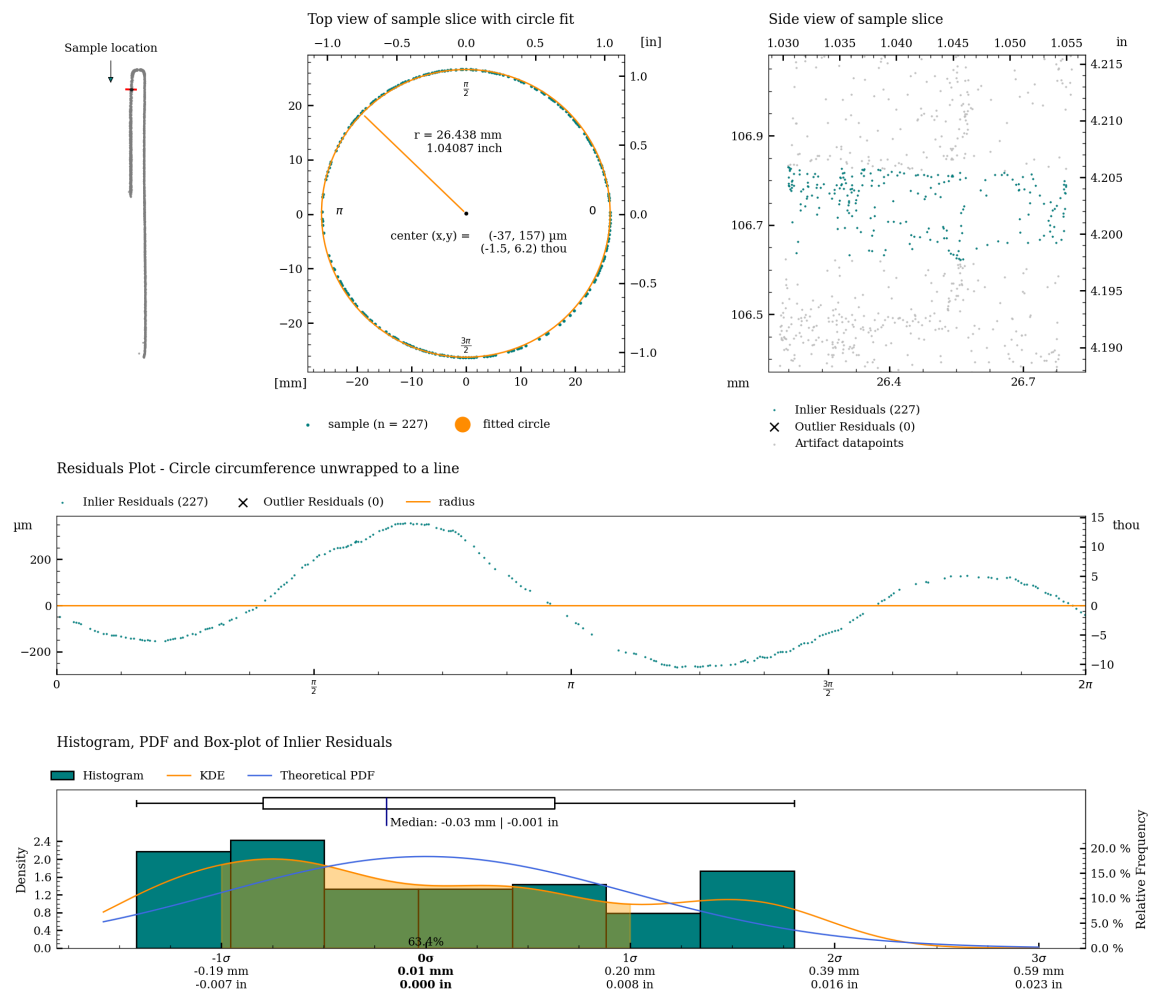 Sample location
Top view of sample slice with circle fit
−1.0 −0.5 0.0 0.5 1.0 [in]
20
10
0
−10
−20
1.0
0.5
0.0
−0.5
−1.0
π/2
r = 26.438 mm
1.04087 inch
π
0
center (x,y) = (-37, 157) µm
(-1.5, 6.2) thou
3π/2
[mm] −20 −10 0 10 20
sample (n = 227) fitted circle
Side view of sample slice
1.030 1.035 1.040 1.045 1.050 1.055 in
106.9
106.7
106.5
4.215
4.210
4.205
4.200
4.195
4.190
mm 26.4 26.7
Inlier Residuals (227)
Outlier Residuals (0)
Artifact datapoints
Residuals Plot - Circle circumference unwrapped to a line
Inlier Residuals (227) Outlier Residuals (0) radius
µm
200
0
−200
15
10
5
0
−5
−10
thou
0 π/2 π 3π/2 2π
Histogram, PDF and Box-plot of Inlier Residuals
Histogram KDE Theoretical PDF
Median: -0.03 mm | -0.001 in
Density
2.4
2.0
1.6
1.2
0.8
0.4
0.0
20.0 %
15.0 %
10.0 %
5.0 %
0.0 %
Relative Frequency
63.4%
-1σ 0σ 1σ 2σ 3σ
-0.19 mm 0.01 mm 0.20 mm 0.39 mm 0.59 mm
-0.007 in 0.000 in 0.008 in 0.016 in 0.023 in